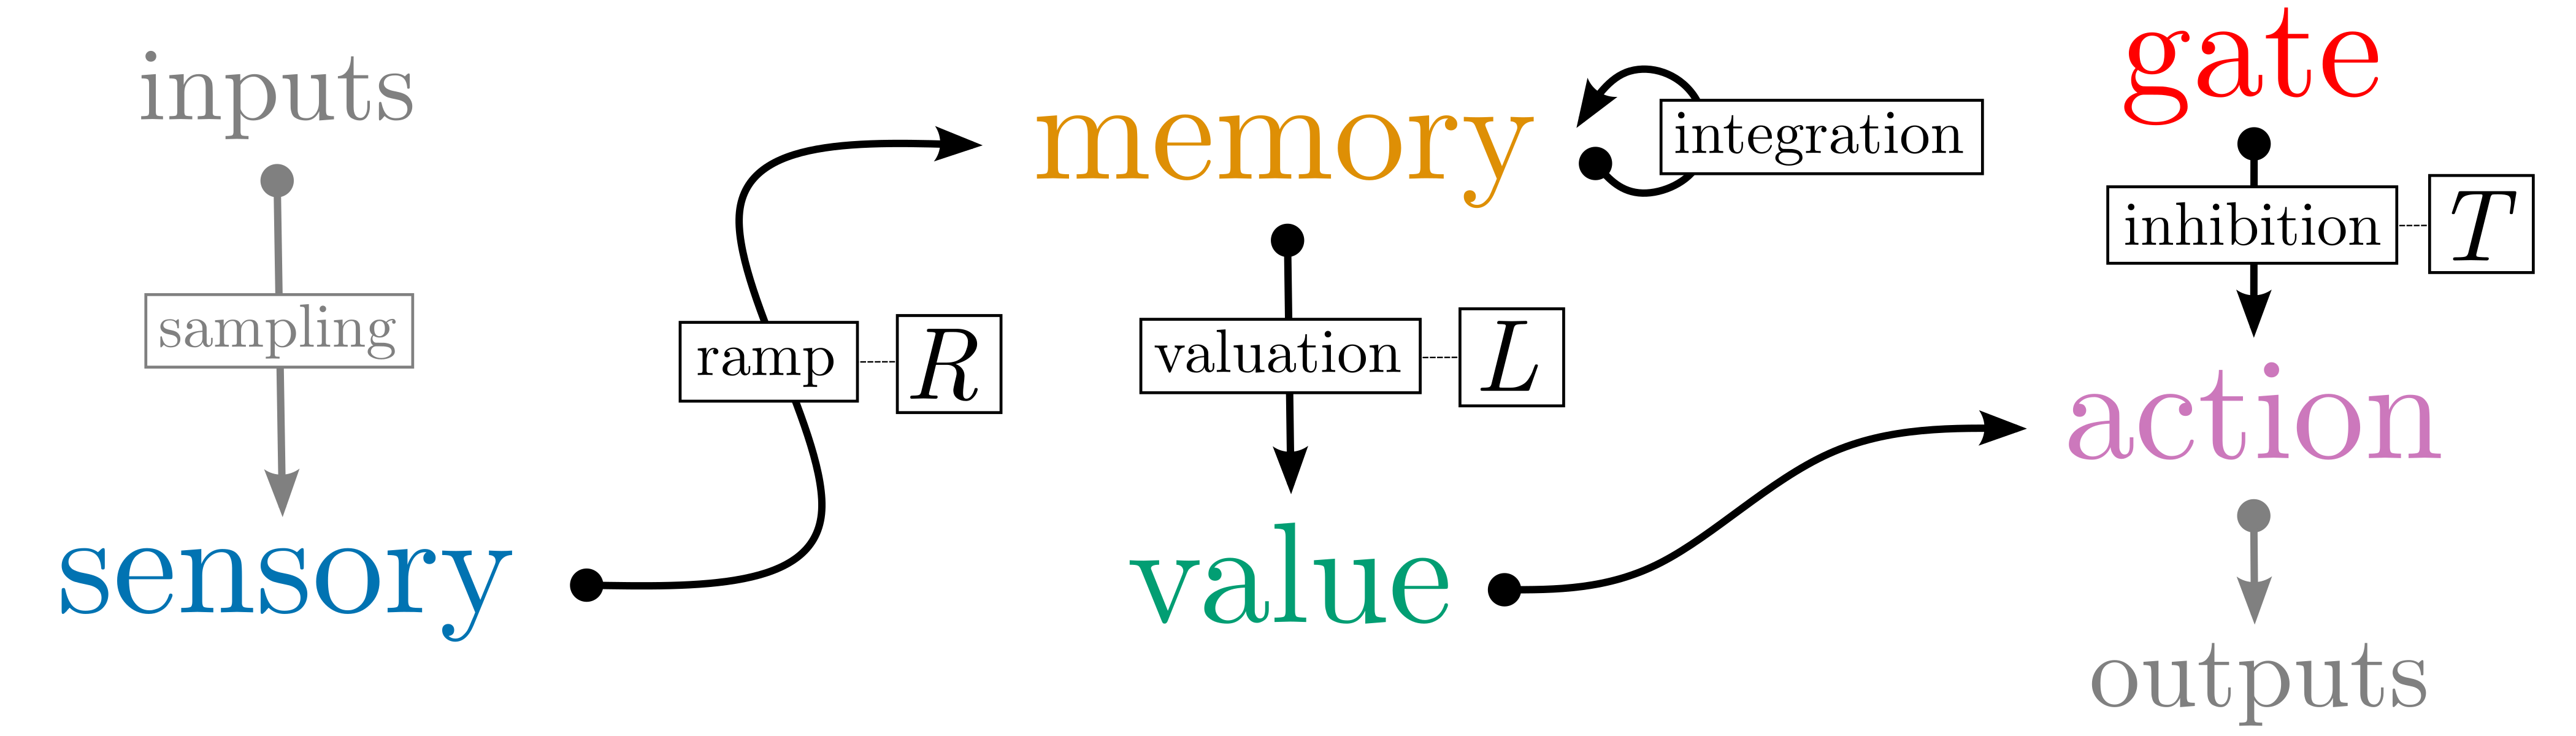 inputs
sampling
sensory
ramp
R
memory
integration
valuation
L
value
gate
inhibition
T
action
outputs